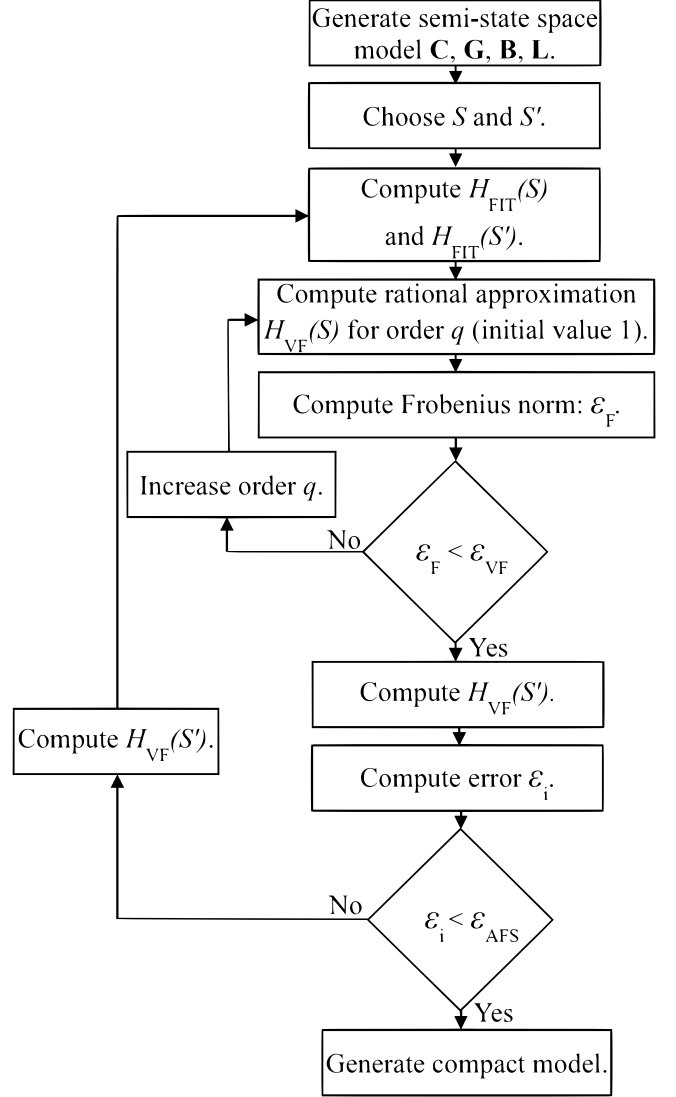 Generate semi-state space
model C, G, B, L.
Choose S and S'.
Compute H_FIT(S)
and H_FIT(S').
Compute rational approximation
H_VF(S) for order q (initial value 1).
Compute Frobenius norm: ε_F.
Increase order q.
No
ε_F < ε_VF
Yes
Compute H_VF(S').
Compute H_VF(S').
Compute error ε_i.
No
ε_i < ε_AFS
Yes
Generate compact model.